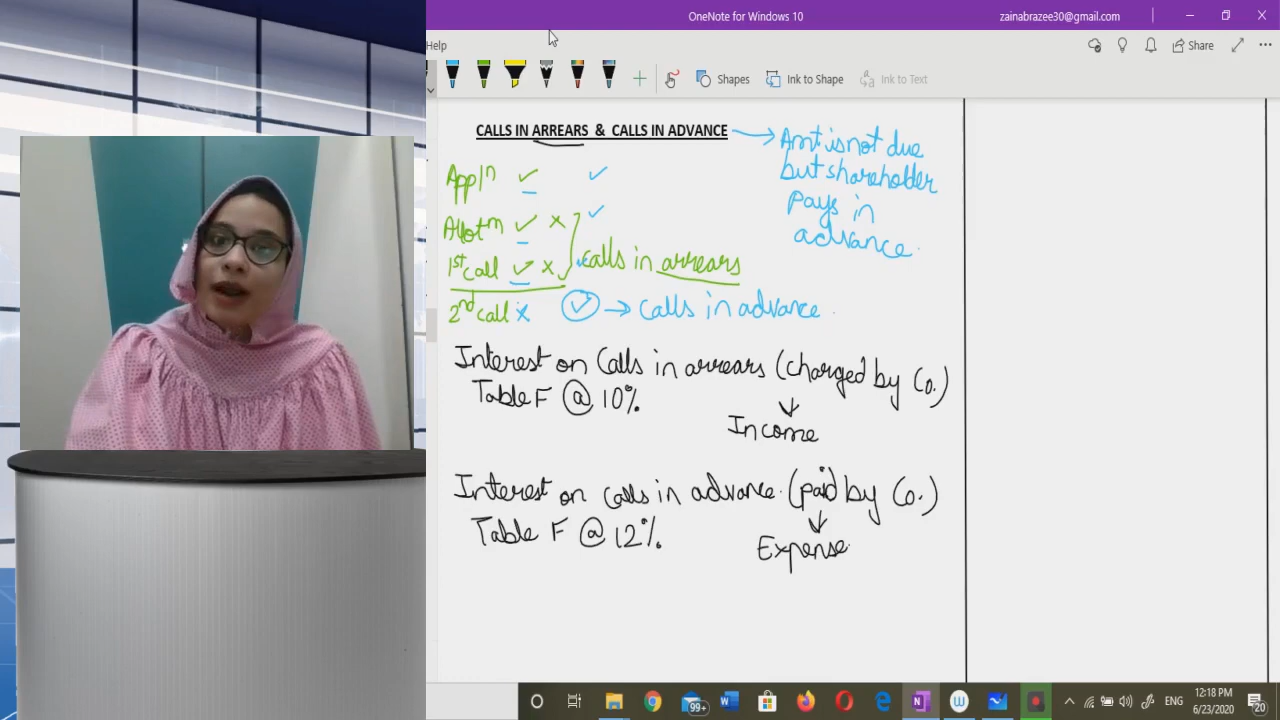 OneNote for Windows 10
zainabrazee30@gmail.com
Help
Share
Shapes
Ink to Shape
Ink to Text
CALLS IN ARREARS & CALLS IN ADVANCE
Amt is not due
but shareholder
Pays in
advance.
App|n
Allotm x
1st call x
calls in arrears
2nd call x
Calls in advance
Interest on Calls in arrears (charged by Co.)
Table F @ 10%
Income
Interest on calls in advance. (paid by Co.)
Table F @ 12%
Expense
99+
ENG
12:18 PM
6/23/2020
20